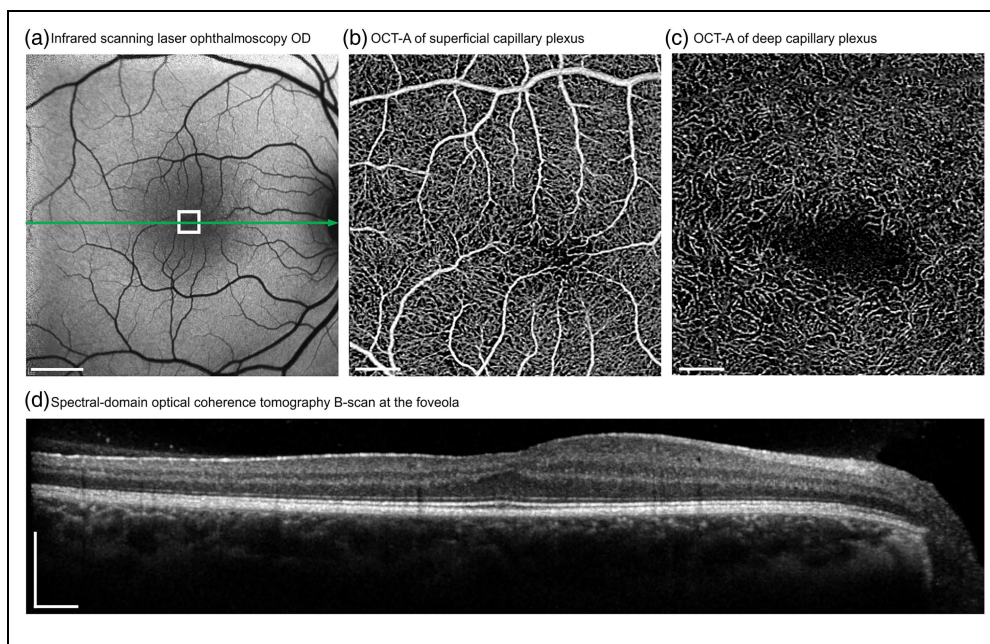 (a) Infrared scanning laser ophthalmoscopy OD
(b) OCT-A of superficial capillary plexus
(c) OCT-A of deep capillary plexus
(d) Spectral-domain optical coherence tomography B-scan at the foveola